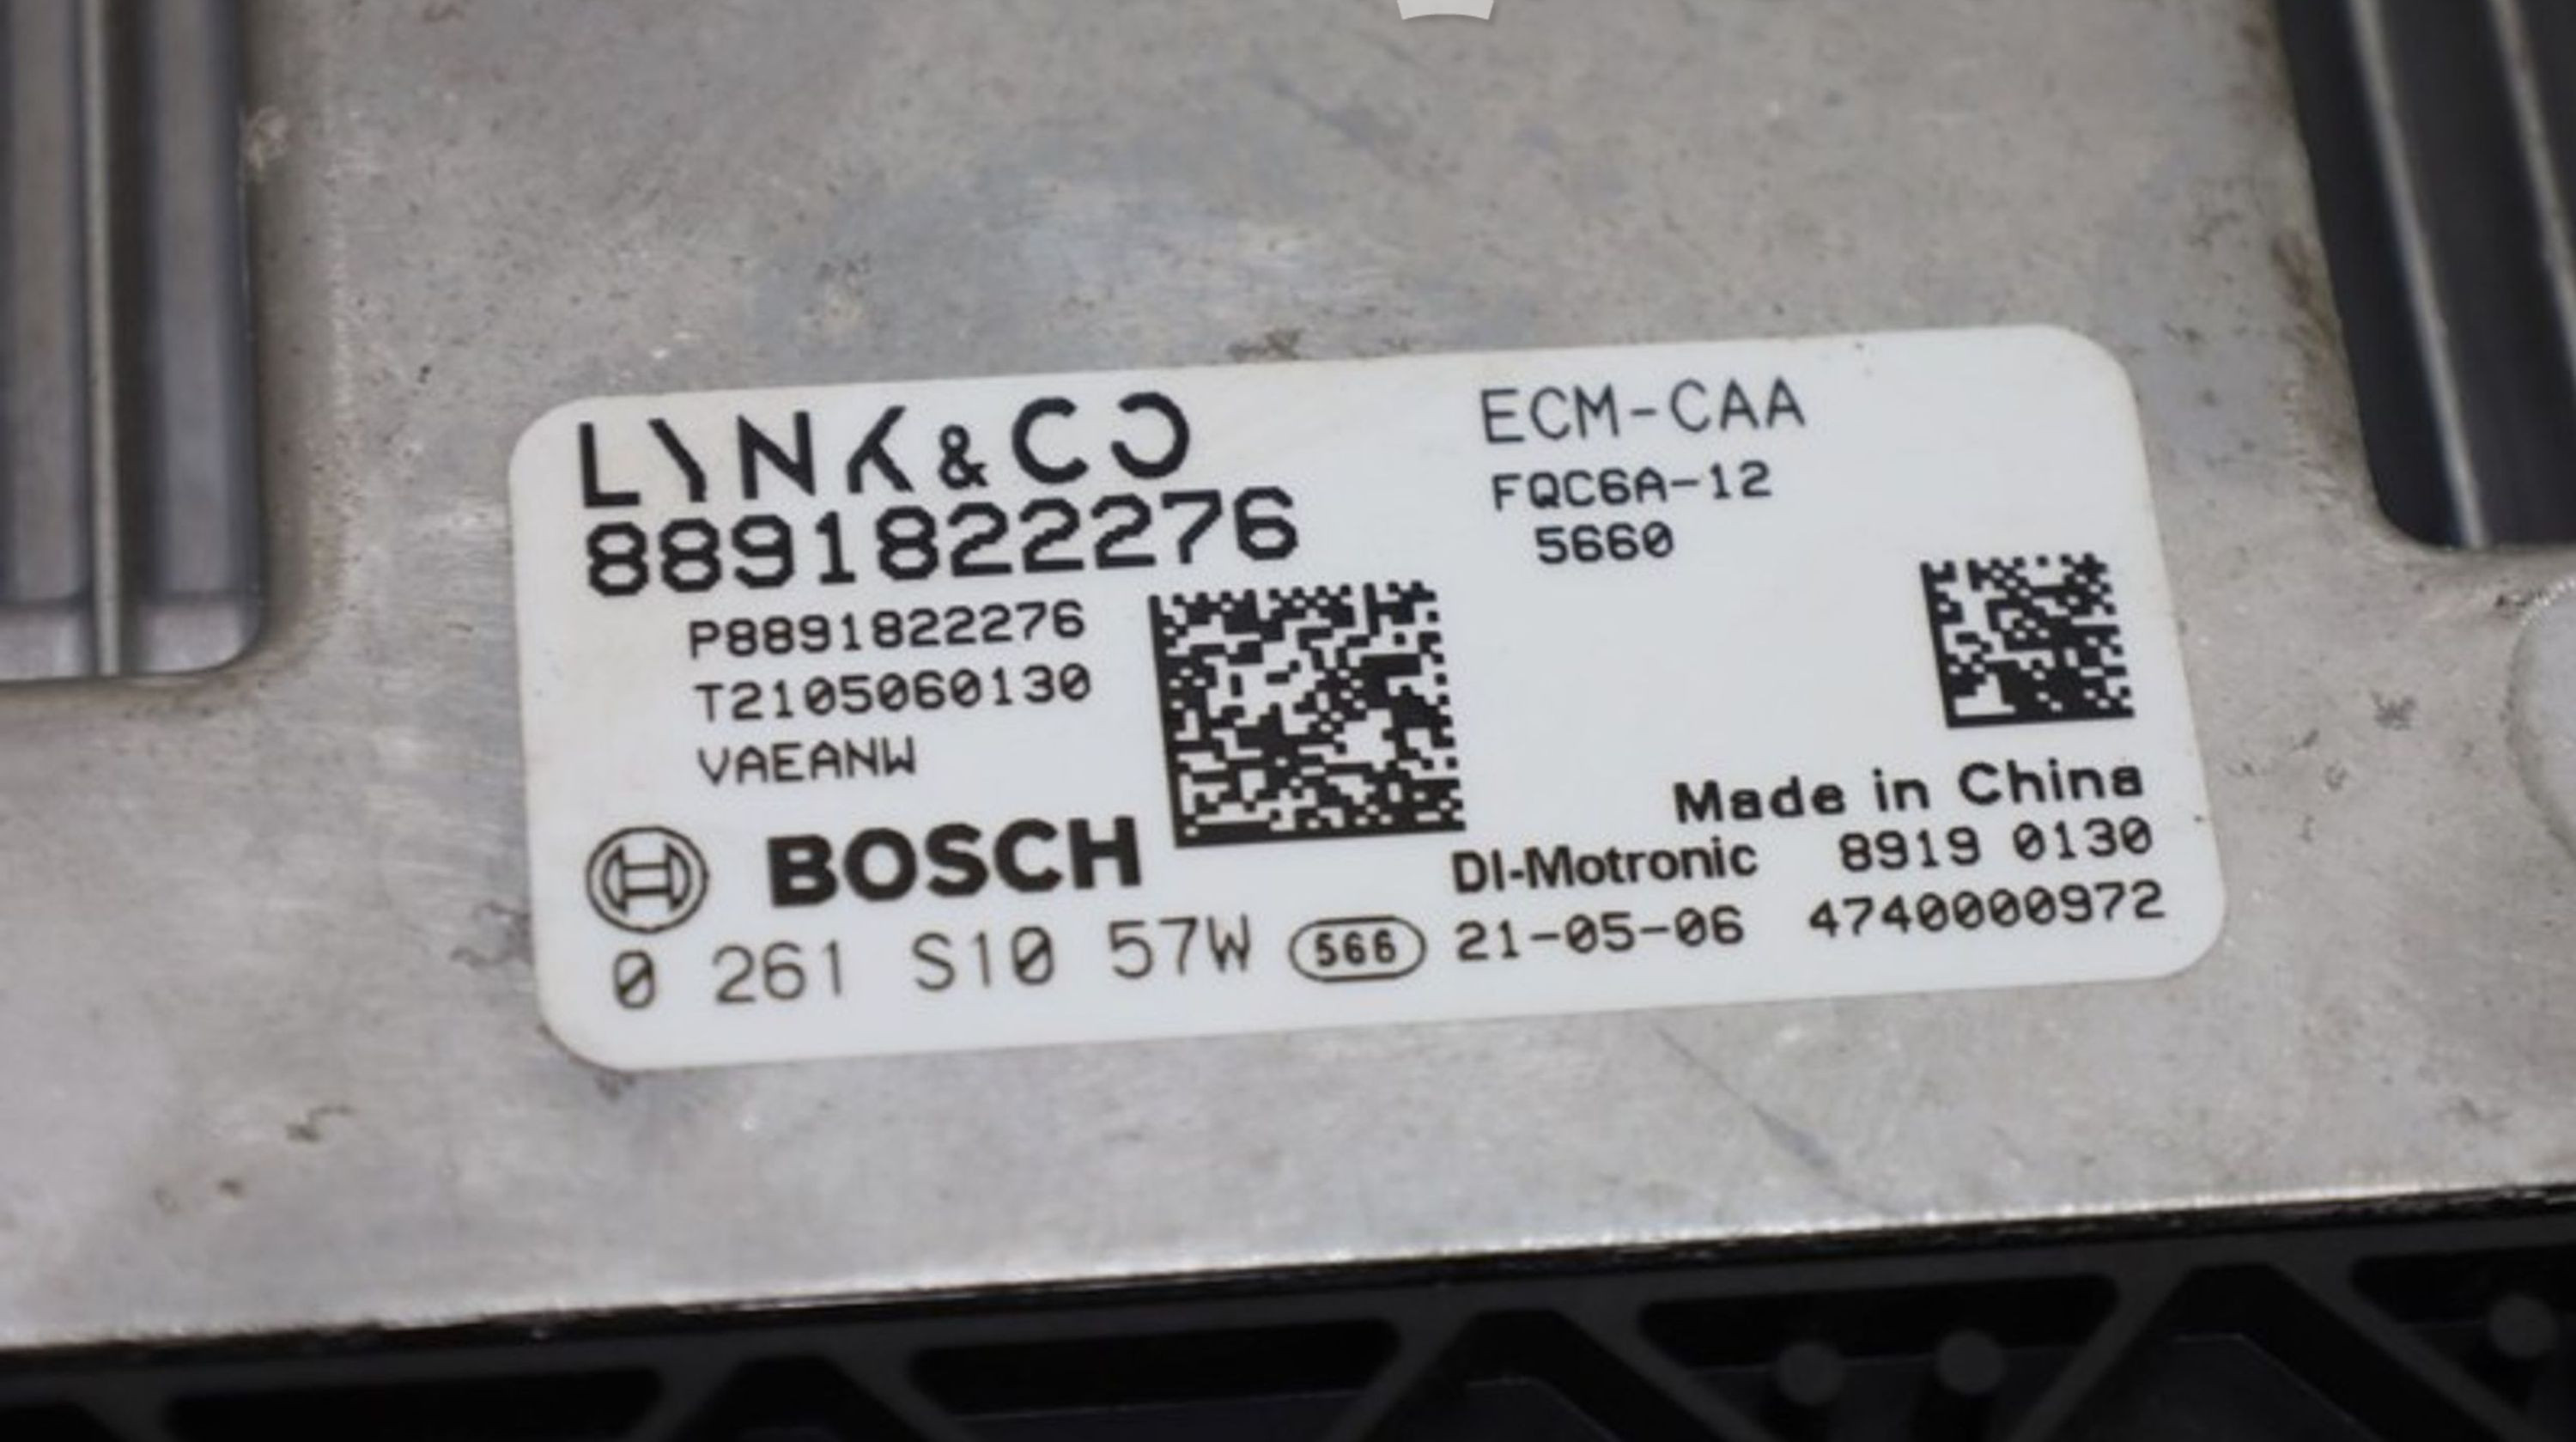 LYNK&CO
8891822276
P8891822276
T2105060130
VAEANW
BOSCH
0 261 S10 57W
ECM-CAA
FQC6A-12
5660
Made in China
DI-Motronic 8919 0130
566 21-05-06 4740000972